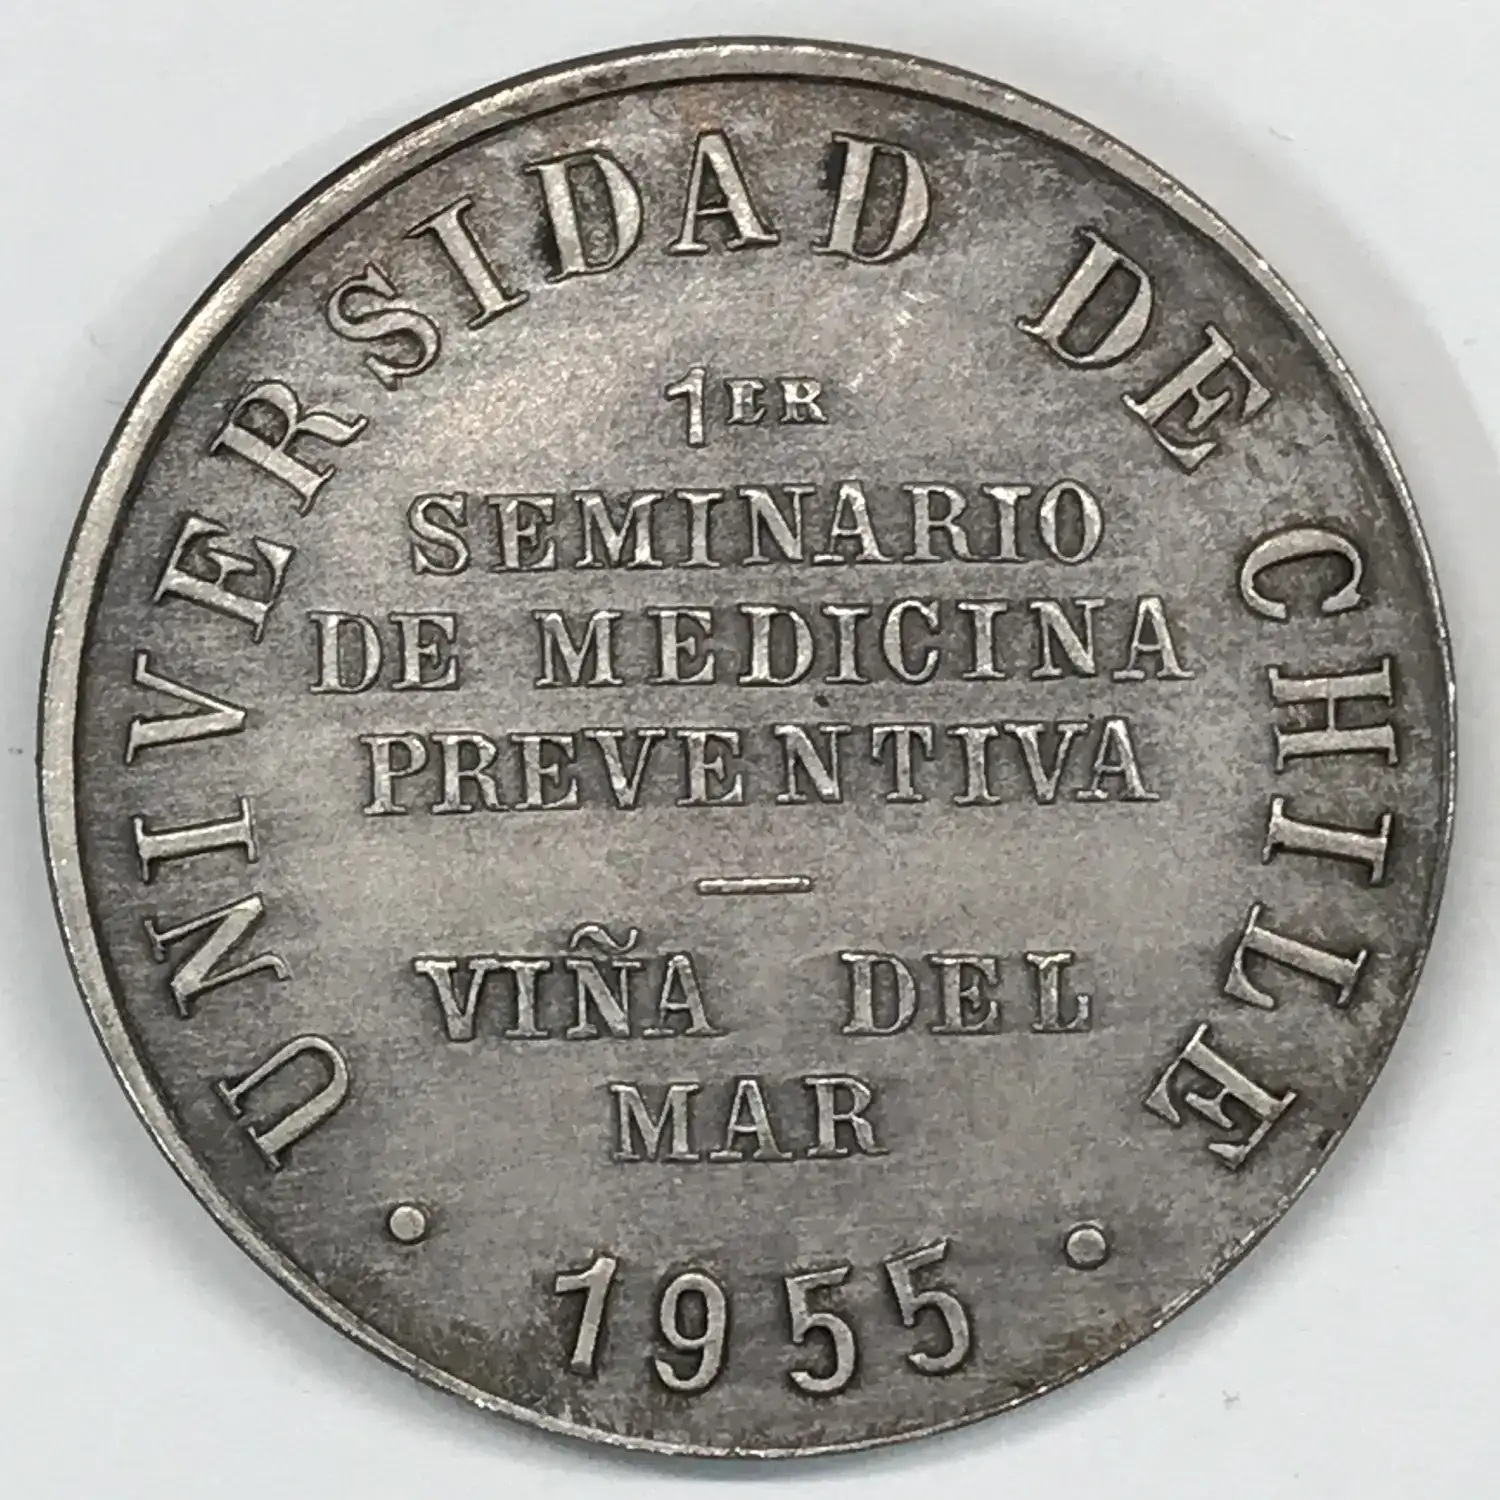 UNIVERSIDAD DE CHILE
1ER
SEMINARIO
DE MEDICINA
PREVENTIVA
—
VIÑA DEL
MAR
• 1955 •